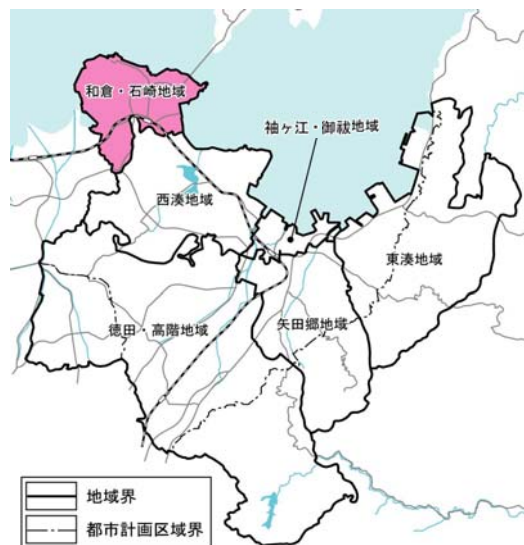 和倉・石崎地域
袖ヶ江・御祓地域
西湊地域
東湊地域
徳田・高階地域
矢田郷地域
地域界
都市計画区域界